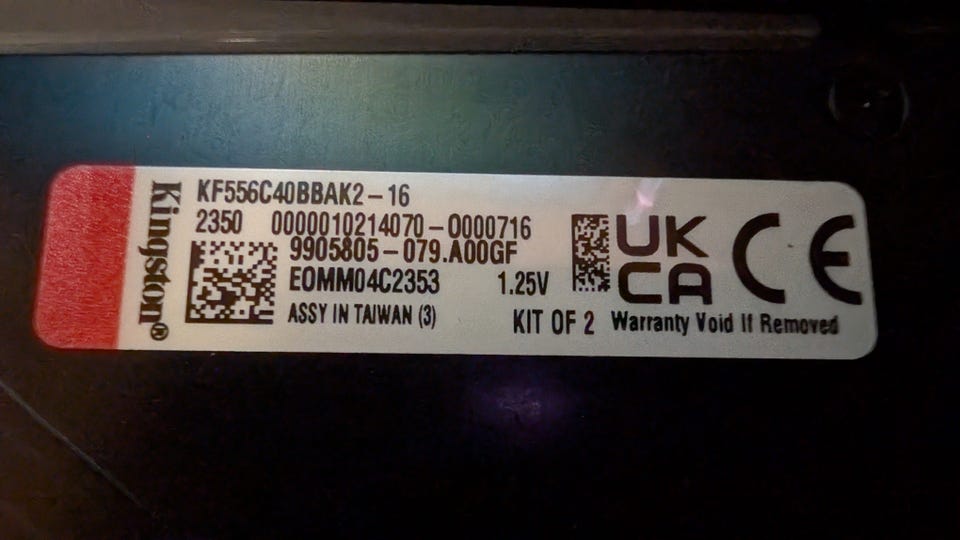 Kingston®
KF556C40BBAK2-16
2350 0000010214070-0000716
9905805-079.A00GF
EOMM04C2353 1.25V
ASSY IN TAIWAN (3)
KIT OF 2 Warranty Void If Removed
UK
CA
CE